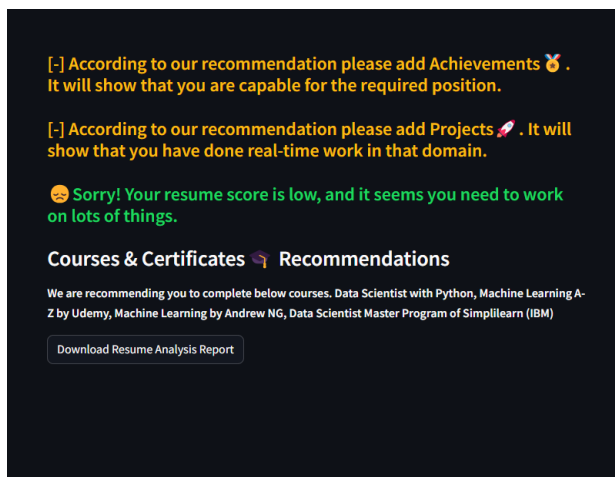 [-] According to our recommendation please add Achievements🏅 .
It will show that you are capable for the required position.
[-] According to our recommendation please add Projects🚀 . It will
show that you have done real-time work in that domain.
😞 Sorry! Your resume score is low, and it seems you need to work
on lots of things.
Courses & Certificates 🎓 Recommendations
We are recommending you to complete below courses. Data Scientist with Python, Machine Learning A-
Z by Udemy, Machine Learning by Andrew NG, Data Scientist Master Program of Simplilearn (IBM)
Download Resume Analysis Report